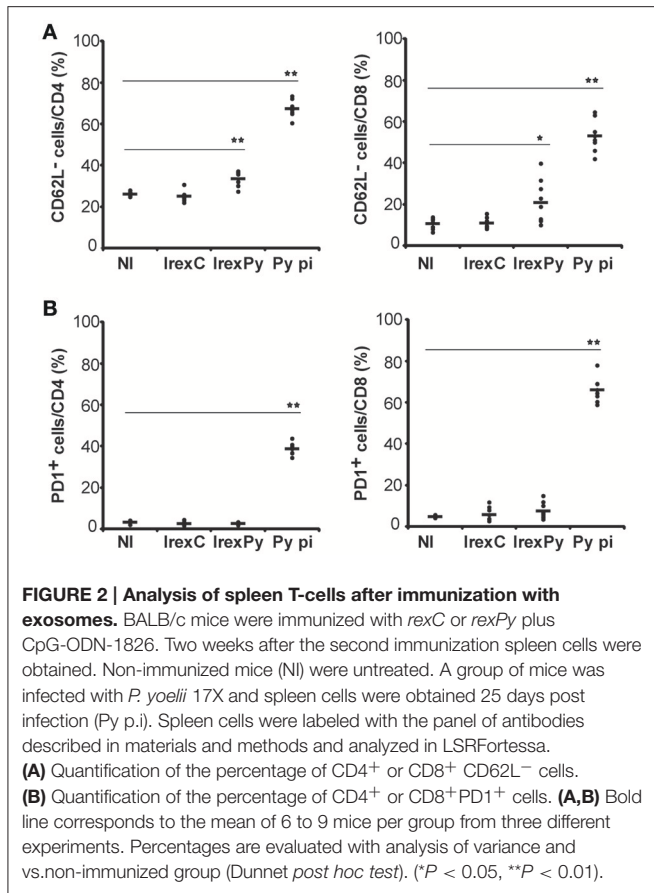 A
CD62L- cells/CD4 (%)
100
80
60
40
20
0
**
**
NI IrexC IrexPy Py pi
CD62L- cells/CD8 (%)
100
80
60
40
20
0
**
*
NI IrexC IrexPy Py pi
B
PD1+ cells/CD4 (%)
100
80
60
40
20
0
**
NI IrexC IrexPy Py pi
PD1+ cells/CD8 (%)
100
80
60
40
20
0
**
NI IrexC IrexPy Py pi
FIGURE 2 | Analysis of spleen T-cells after immunization with
exosomes. BALB/c mice were immunized with rexC or rexPy plus
CpG-ODN-1826. Two weeks after the second immunization spleen cells were
obtained. Non-immunized mice (NI) were untreated. A group of mice was
infected with P. yoelii 17X and spleen cells were obtained 25 days post
infection (Py p.i). Spleen cells were labeled with the panel of antibodies
described in materials and methods and analyzed in LSRFortessa.
(A) Quantification of the percentage of CD4+ or CD8+ CD62L− cells.
(B) Quantification of the percentage of CD4+ or CD8+PD1+ cells. (A,B) Bold
line corresponds to the mean of 6 to 9 mice per group from three different
experiments. Percentages are evaluated with analysis of variance and
vs.non-immunized group (Dunnet post hoc test). (*P < 0.05, **P < 0.01).